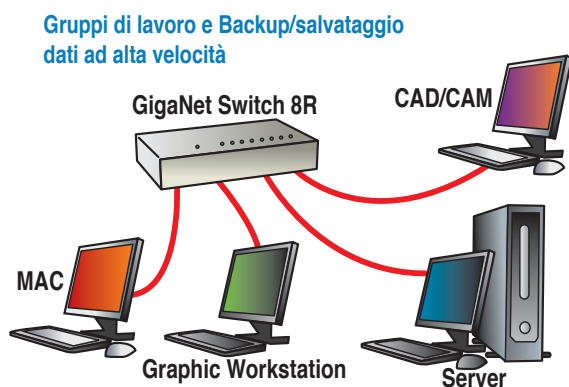 Gruppi di lavoro e Backup/salvataggio
dati ad alta velocità
GigaNet Switch 8R
CAD/CAM
MAC
Graphic Workstation
Server